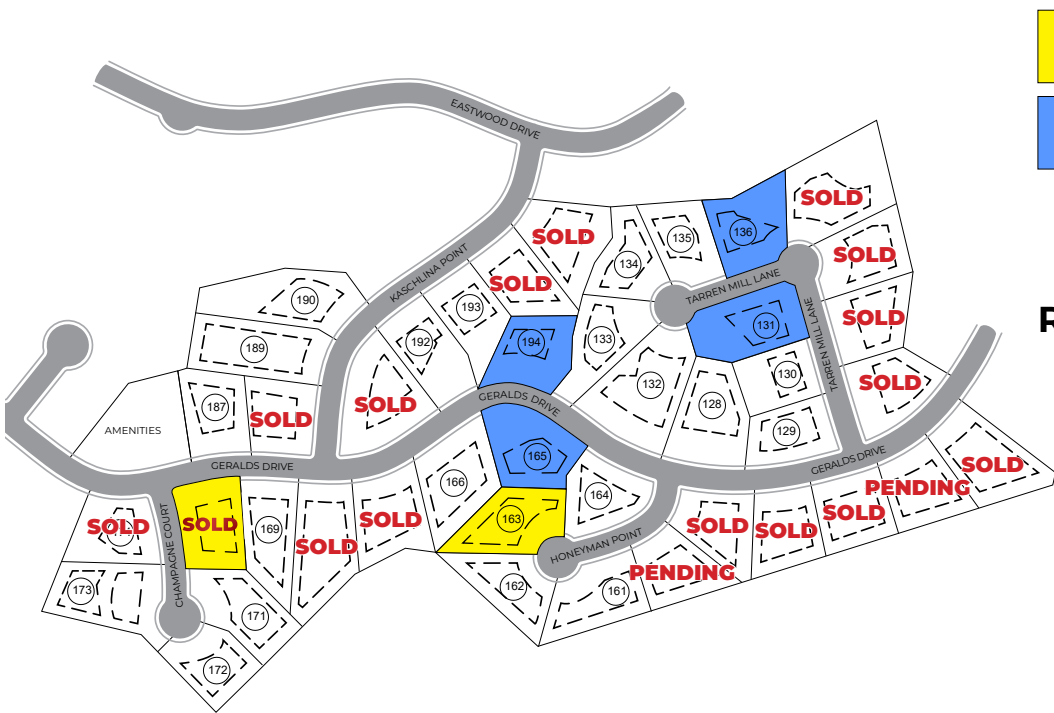 EASTWOOD DRIVE
SOLD
136
135
SOLD
SOLD
KASCHLINA POINT
134
TARREN MILL LANE
SOLD
190
193
194
131
SOLD
R
189
192
133
TARREN MILL LANE
130
132
SOLD
187
SOLD
SOLD
GERALDS DRIVE
128
AMENITIES
129
165
GERALDS DRIVE
SOLD
GERALDS DRIVE
166
164
PENDING
SOLD
SOLD
169
SOLD
163
SOLD
SOLD
SOLD
CHAMPAGNE COURT
SOLD
HONEYMAN POINT
PENDING
173
162
161
171
172